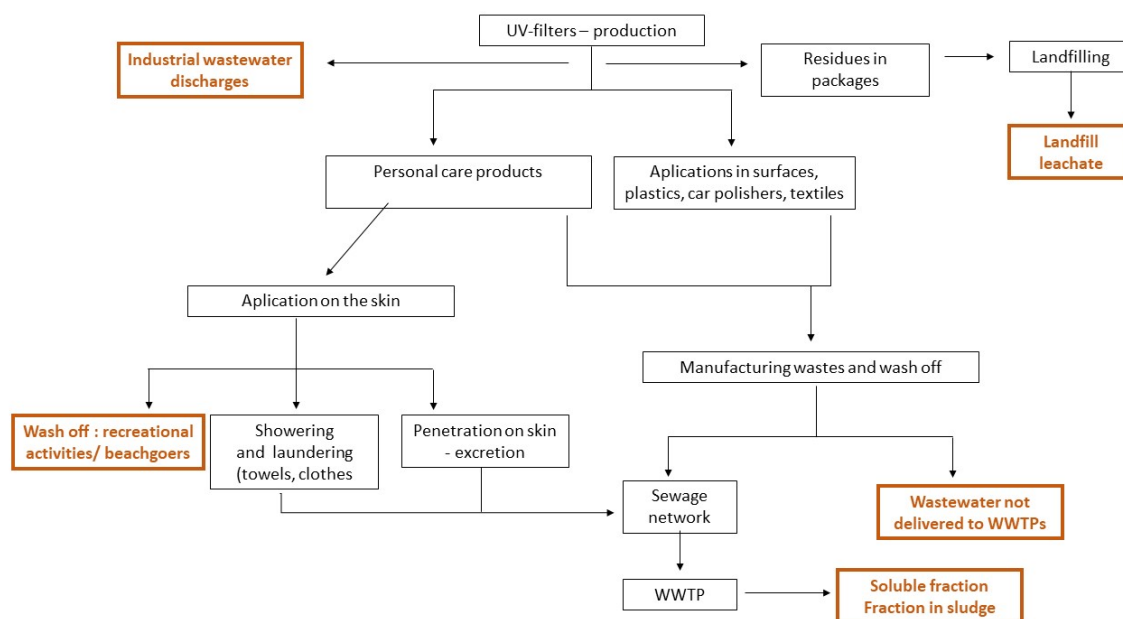 UV-filters – production
Industrial wastewater
discharges
Residues in
packages
Landfilling
Landfill
leachate
Personal care products
Aplications in surfaces,
plastics, car polishers, textiles
Aplication on the skin
Manufacturing wastes and wash off
Wash off : recreational
activities/ beachgoers
Showering
and laundering
(towels, clothes
Penetration on skin
- excretion
Sewage
network
Wastewater not
delivered to WWTPs
WWTP
Soluble fraction
Fraction in sludge